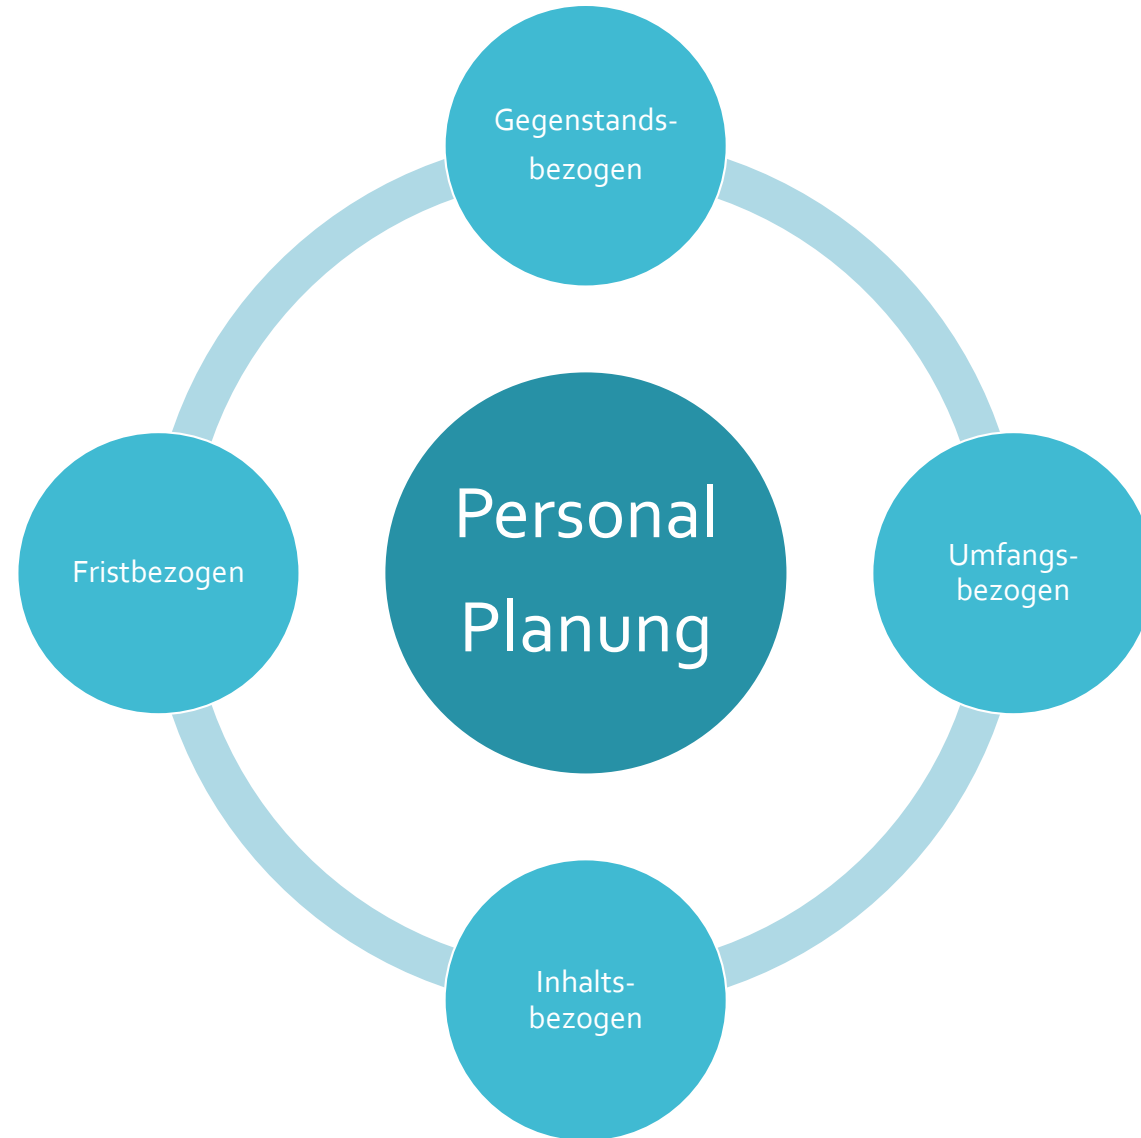 Gegenstands-
bezogen
Personal
Planung
Fristbezogen
Umfangs-
bezogen
Inhalts-
bezogen